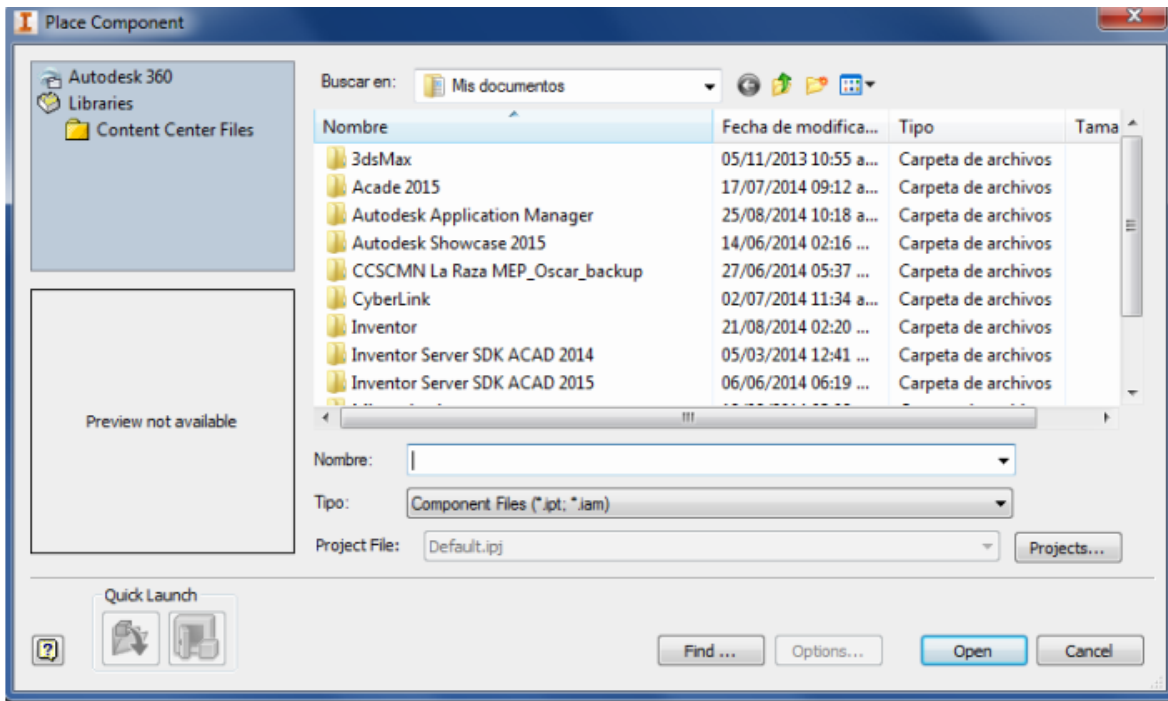 Place Component
Autodesk 360
Libraries
Content Center Files
Buscar en: Mis documentos
Nombre Fecha de modifica... Tipo Tama
3dsMax 05/11/2013 10:55 a... Carpeta de archivos
Acade 2015 17/07/2014 09:12 a... Carpeta de archivos
Autodesk Application Manager 25/08/2014 10:18 a... Carpeta de archivos
Autodesk Showcase 2015 14/06/2014 02:16 ... Carpeta de archivos
CCSCMN La Raza MEP_Oscar_backup 27/06/2014 05:37 ... Carpeta de archivos
CyberLink 02/07/2014 11:34 a... Carpeta de archivos
Inventor 21/08/2014 02:20 ... Carpeta de archivos
Inventor Server SDK ACAD 2014 05/03/2014 12:41 ... Carpeta de archivos
Inventor Server SDK ACAD 2015 06/06/2014 06:19 ... Carpeta de archivos
Preview not available
Nombre:
Tipo: Component Files (*.ipt; *.iam)
Project File: Default.ipj Projects...
Quick Launch
Find ... Options... Open Cancel